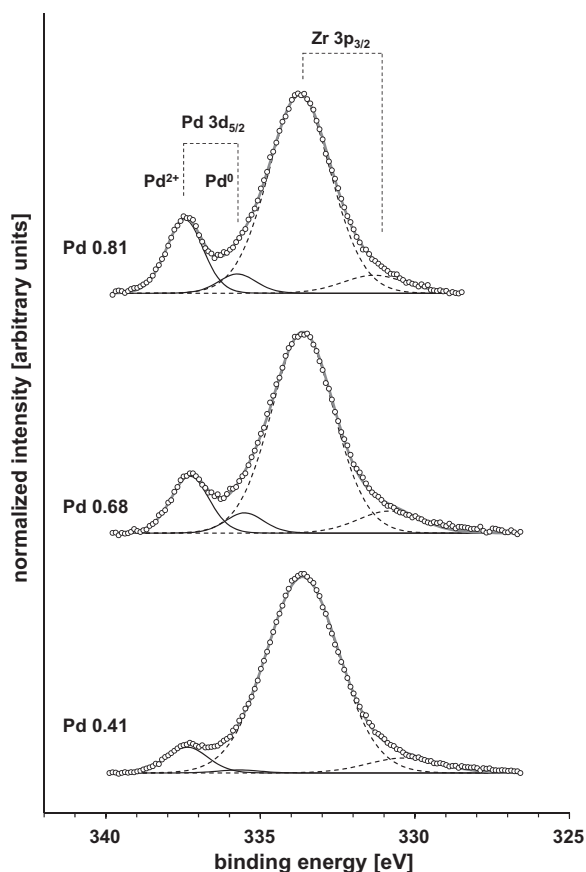 Zr 3p3/2
Pd 3d5/2
Pd2+ Pd0
Pd 0.81
Pd 0.68
Pd 0.41
normalized intensity [arbitrary units]
340 335 330 325
binding energy [eV]